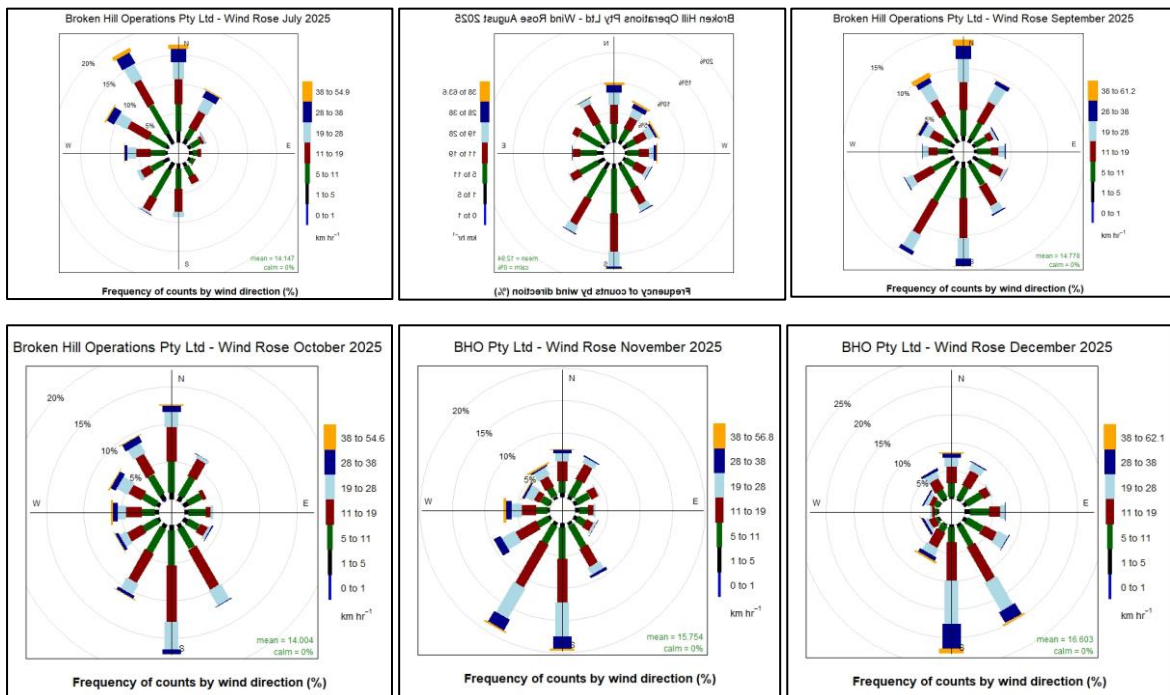 Broken Hill Operations Pty Ltd - Wind Rose July 2025
N
20%
15%
10%
5%
W
E
S
38 to 54.9
28 to 38
19 to 28
11 to 19
5 to 11
1 to 5
0 to 1
km hr⁻¹
mean = 14.147
calm = 0%
Frequency of counts by wind direction (%)
Broken Hill Operations Pty Ltd - Wind Rose August 2025
N
20%
15%
10%
5%
E
W
S
38 to 63.6
28 to 38
19 to 28
11 to 19
5 to 11
1 to 5
0 to 1
km hr⁻¹
mean = 12.94
calm = 0%
Frequency of counts by wind direction (%)
Broken Hill Operations Pty Ltd - Wind Rose September 2025
N
15%
10%
5%
W
E
S
38 to 61.2
28 to 38
19 to 28
11 to 19
5 to 11
1 to 5
0 to 1
km hr⁻¹
mean = 14.778
calm = 0%
Frequency of counts by wind direction (%)
Broken Hill Operations Pty Ltd - Wind Rose October 2025
N
20%
15%
10%
5%
W
E
S
38 to 54.6
28 to 38
19 to 28
11 to 19
5 to 11
1 to 5
0 to 1
km hr⁻¹
mean = 14.004
calm = 0%
Frequency of counts by wind direction (%)
BHO Pty Ltd - Wind Rose November 2025
N
20%
15%
10%
5%
W
E
S
38 to 56.8
28 to 38
19 to 28
11 to 19
5 to 11
1 to 5
0 to 1
km hr⁻¹
mean = 15.754
calm = 0%
Frequency of counts by wind direction (%)
BHO Pty Ltd - Wind Rose December 2025
N
25%
20%
15%
10%
5%
W
E
S
38 to 62.1
28 to 38
19 to 28
11 to 19
5 to 11
1 to 5
0 to 1
km hr⁻¹
mean = 16.603
calm = 0%
Frequency of counts by wind direction (%)